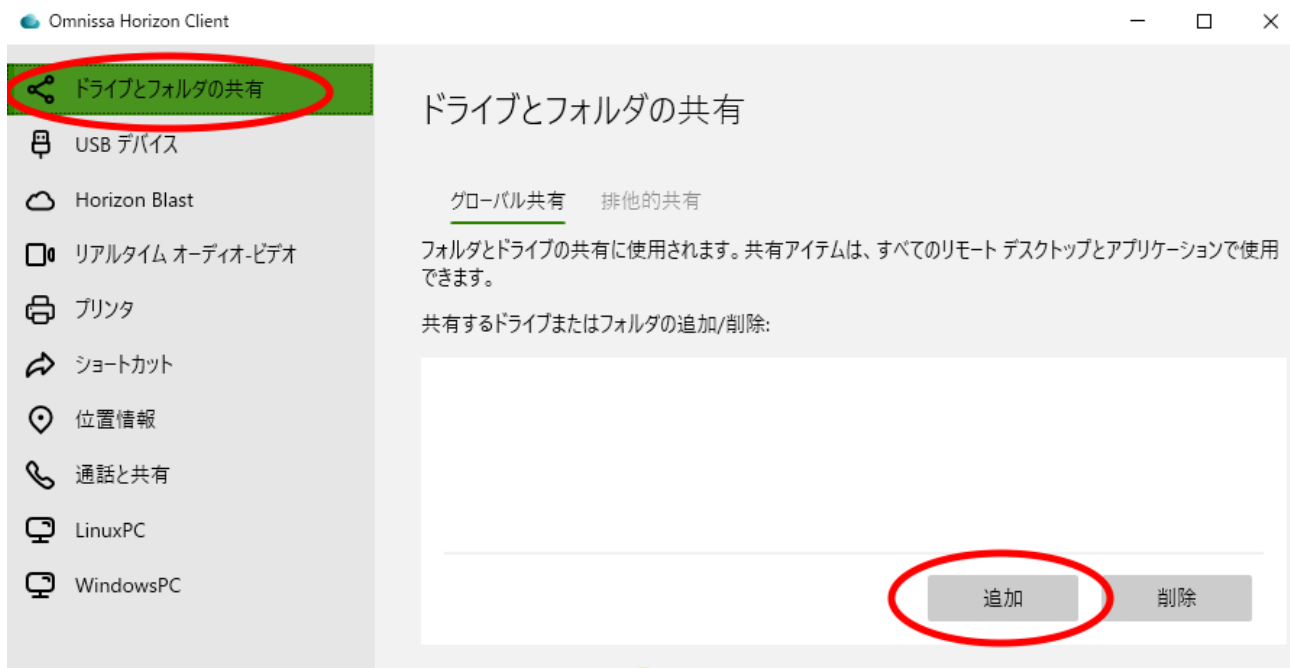 Omnissa Horizon Client
ドライブとフォルダの共有
USB デバイス
Horizon Blast
リアルタイム オーディオ-ビデオ
プリンタ
ショートカット
位置情報
通話と共有
LinuxPC
WindowsPC
ドライブとフォルダの共有
グローバル共有 排他的共有
フォルダとドライブの共有に使用されます。共有アイテムは、すべてのリモート デスクトップとアプリケーションで使用
できます。
共有するドライブまたはフォルダの追加/削除:
追加 削除